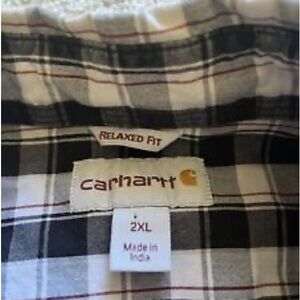 RELAXED FIT
carhartt
2XL
Made in
India